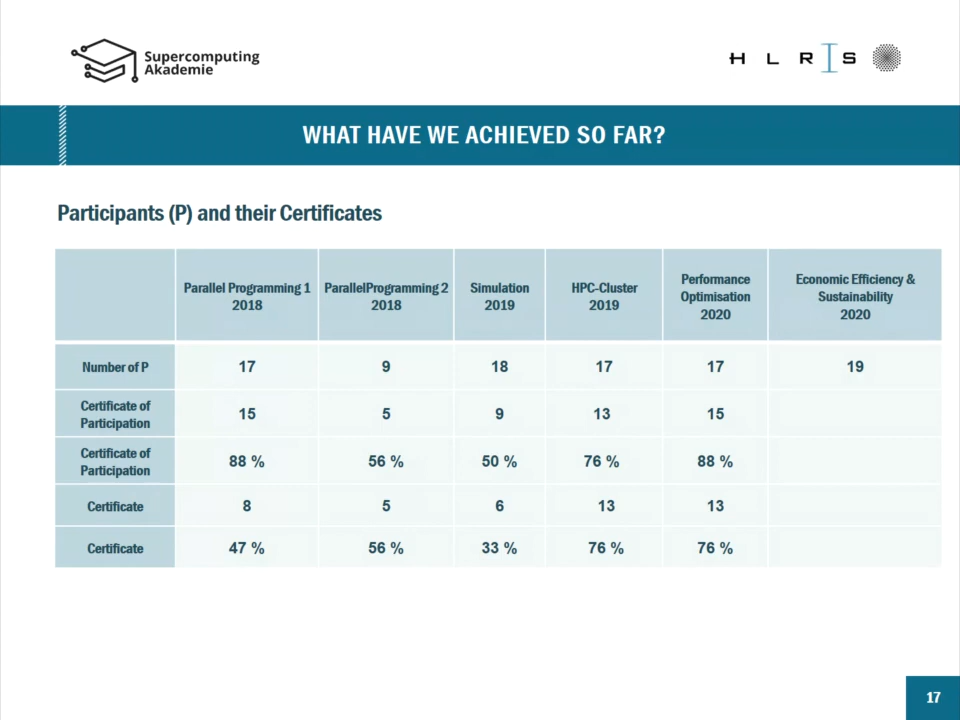 Supercomputing
Akademie
H L R I S
WHAT HAVE WE ACHIEVED SO FAR?
Participants (P) and their Certificates
Parallel Programming 1
2018
ParallelProgramming 2
2018
Simulation
2019
HPC-Cluster
2019
Performance
Optimisation
2020
Economic Efficiency &
Sustainability
2020
Number of P 17 9 18 17 17 19
Certificate of
Participation
15 5 9 13 15
Certificate of
Participation
88 % 56 % 50 % 76 % 88 %
Certificate 8 5 6 13 13
Certificate 47 % 56 % 33 % 76 % 76 %
17